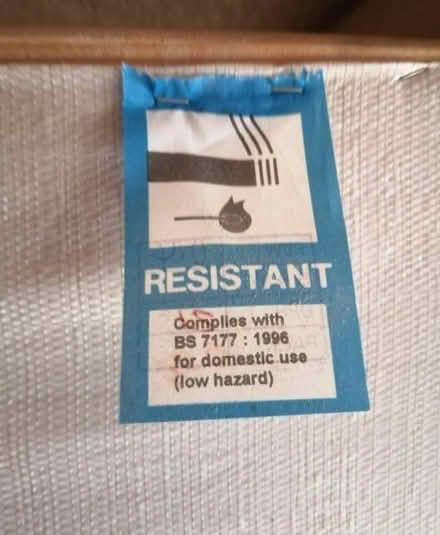 RESISTANT
Complies with
BS 7177 : 1996
for domestic use
(low hazard)